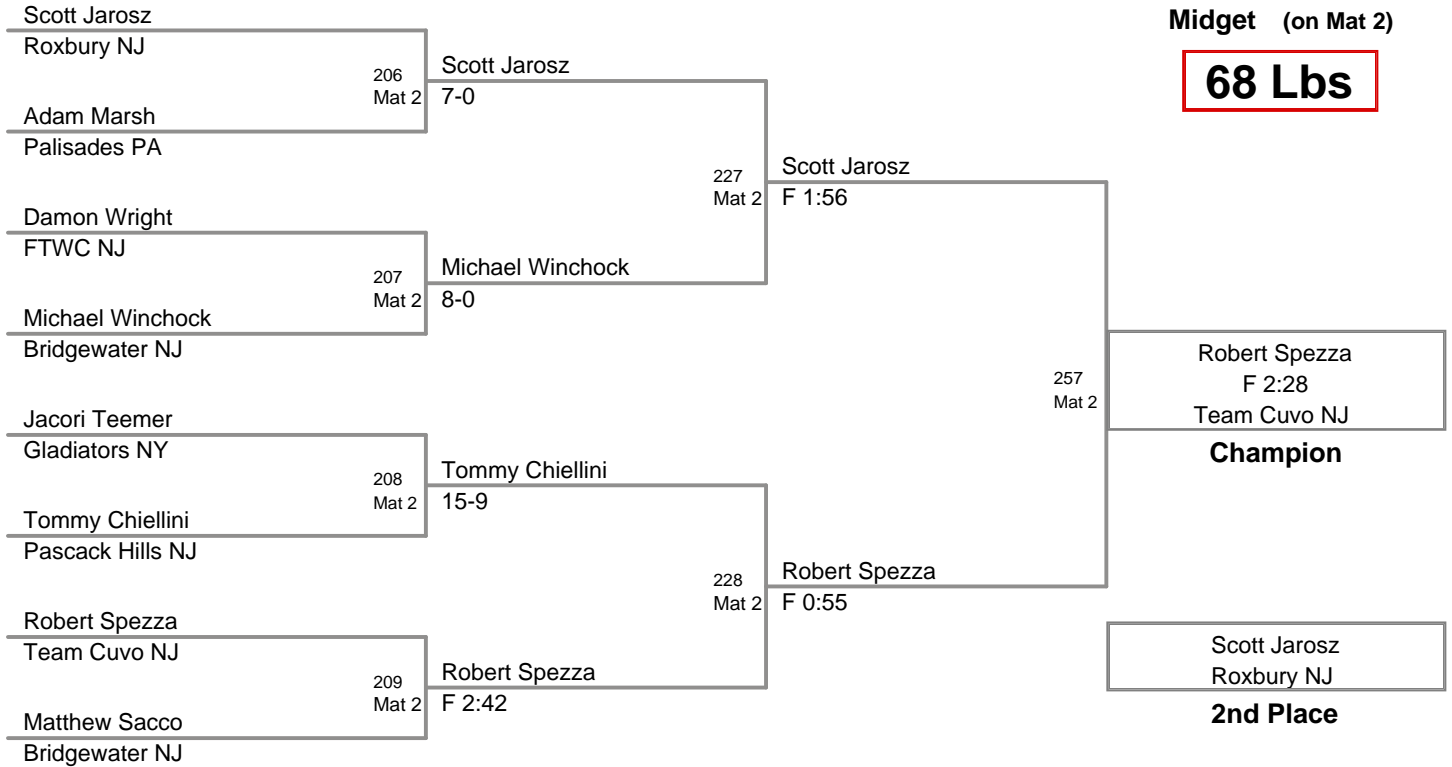 Scott Jarosz
Roxbury NJ
206
Mat 2
Scott Jarosz
7-0
Adam Marsh
Palisades PA
227
Mat 2
Scott Jarosz
F 1:56
Damon Wright
FTWC NJ
207
Mat 2
Michael Winchock
8-0
Michael Winchock
Bridgewater NJ
257
Mat 2
Jacori Teemer
Gladiators NY
208
Mat 2
Tommy Chiellini
15-9
Tommy Chiellini
Pascack Hills NJ
228
Mat 2
Robert Spezza
F 0:55
Robert Spezza
Team Cuvo NJ
209
Mat 2
Robert Spezza
F 2:42
Matthew Sacco
Bridgewater NJ
Midget (on Mat 2)
68 Lbs
Robert Spezza
F 2:28
Team Cuvo NJ
Champion
Scott Jarosz
Roxbury NJ
2nd Place